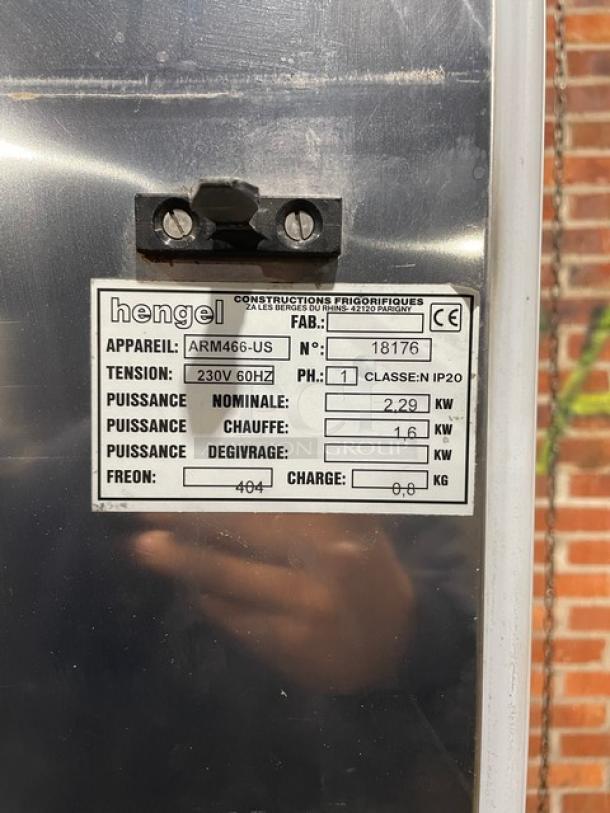 hengel
CONSTRUCTIONS FRIGORIFIQUES
ZA LES BERGES DU RHINS- 42120 PARIGNY
FAB.: CE
APPAREIL: ARM466-US N°: 18176
TENSION: 230V 60HZ PH.: 1 CLASSE:N IP20
PUISSANCE NOMINALE: 2,29 KW
PUISSANCE CHAUFFE: 1,6 KW
PUISSANCE DEGIVRAGE: KW
FREON: 404 CHARGE: 0,8 KG
AUCTION GROUP